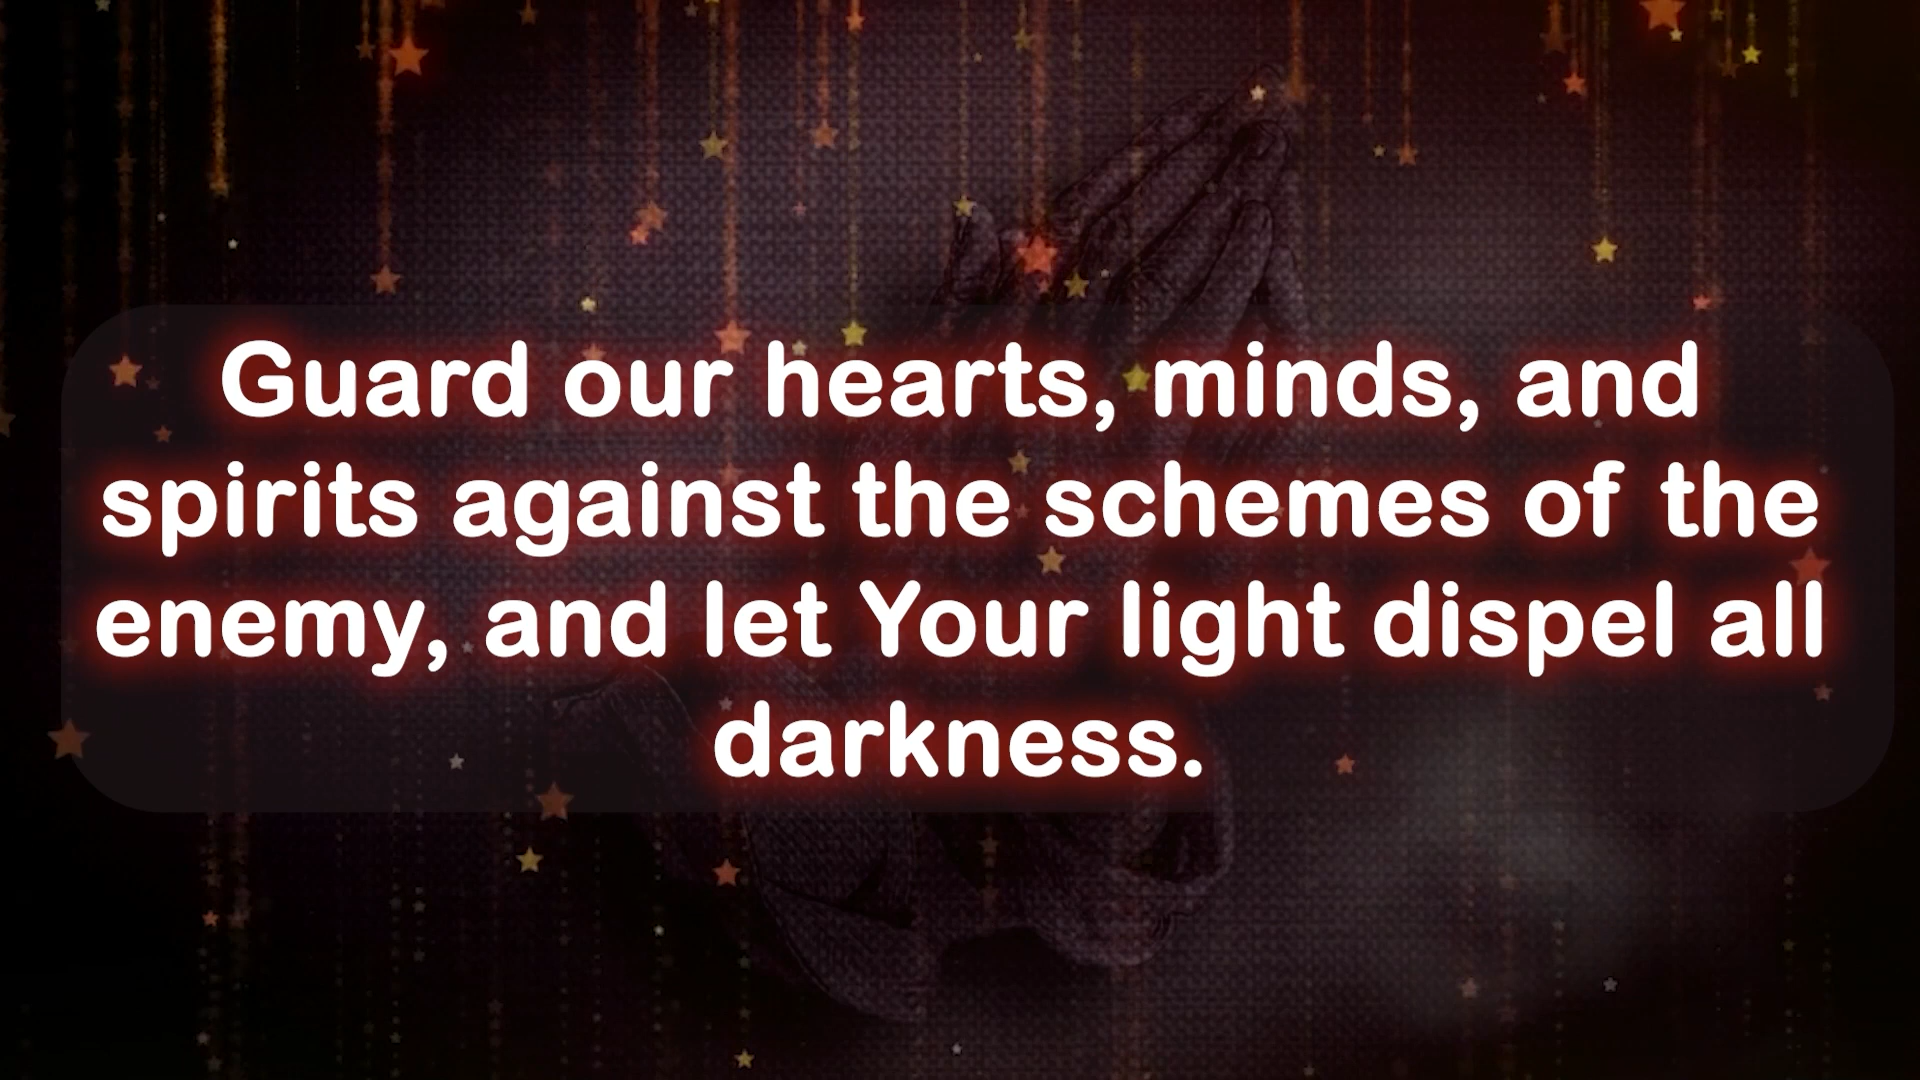 Guard our hearts, minds, and
spirits against the schemes of the
enemy, and let Your light dispel all
darkness.